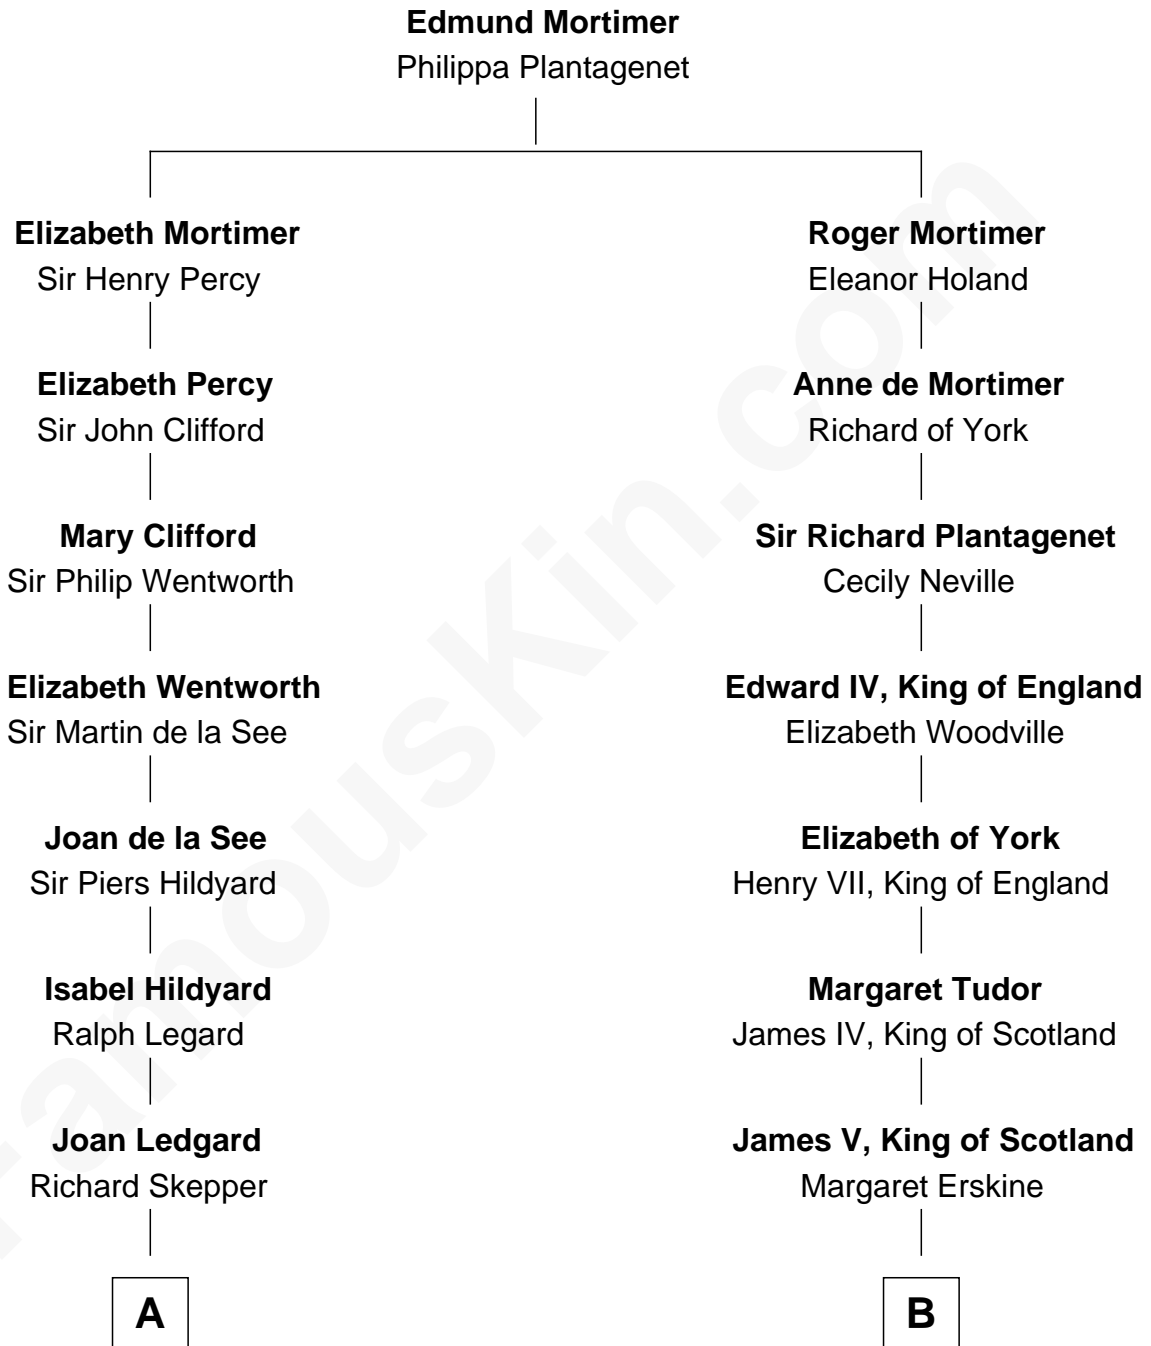 Edmund Mortimer
Philippa Plantagenet
Elizabeth Mortimer
Sir Henry Percy
Roger Mortimer
Eleanor Holand
Elizabeth Percy
Sir John Clifford
Anne de Mortimer
Richard of York
Mary Clifford
Sir Philip Wentworth
Sir Richard Plantagenet
Cecily Neville
Elizabeth Wentworth
Sir Martin de la See
Edward IV, King of England
Elizabeth Woodville
Joan de la See
Sir Piers Hildyard
Elizabeth of York
Henry VII, King of England
Isabel Hildyard
Ralph Legard
Margaret Tudor
James IV, King of Scotland
Joan Ledgard
Richard Skepper
James V, King of Scotland
Margaret Erskine
A
B
FamousKin.com